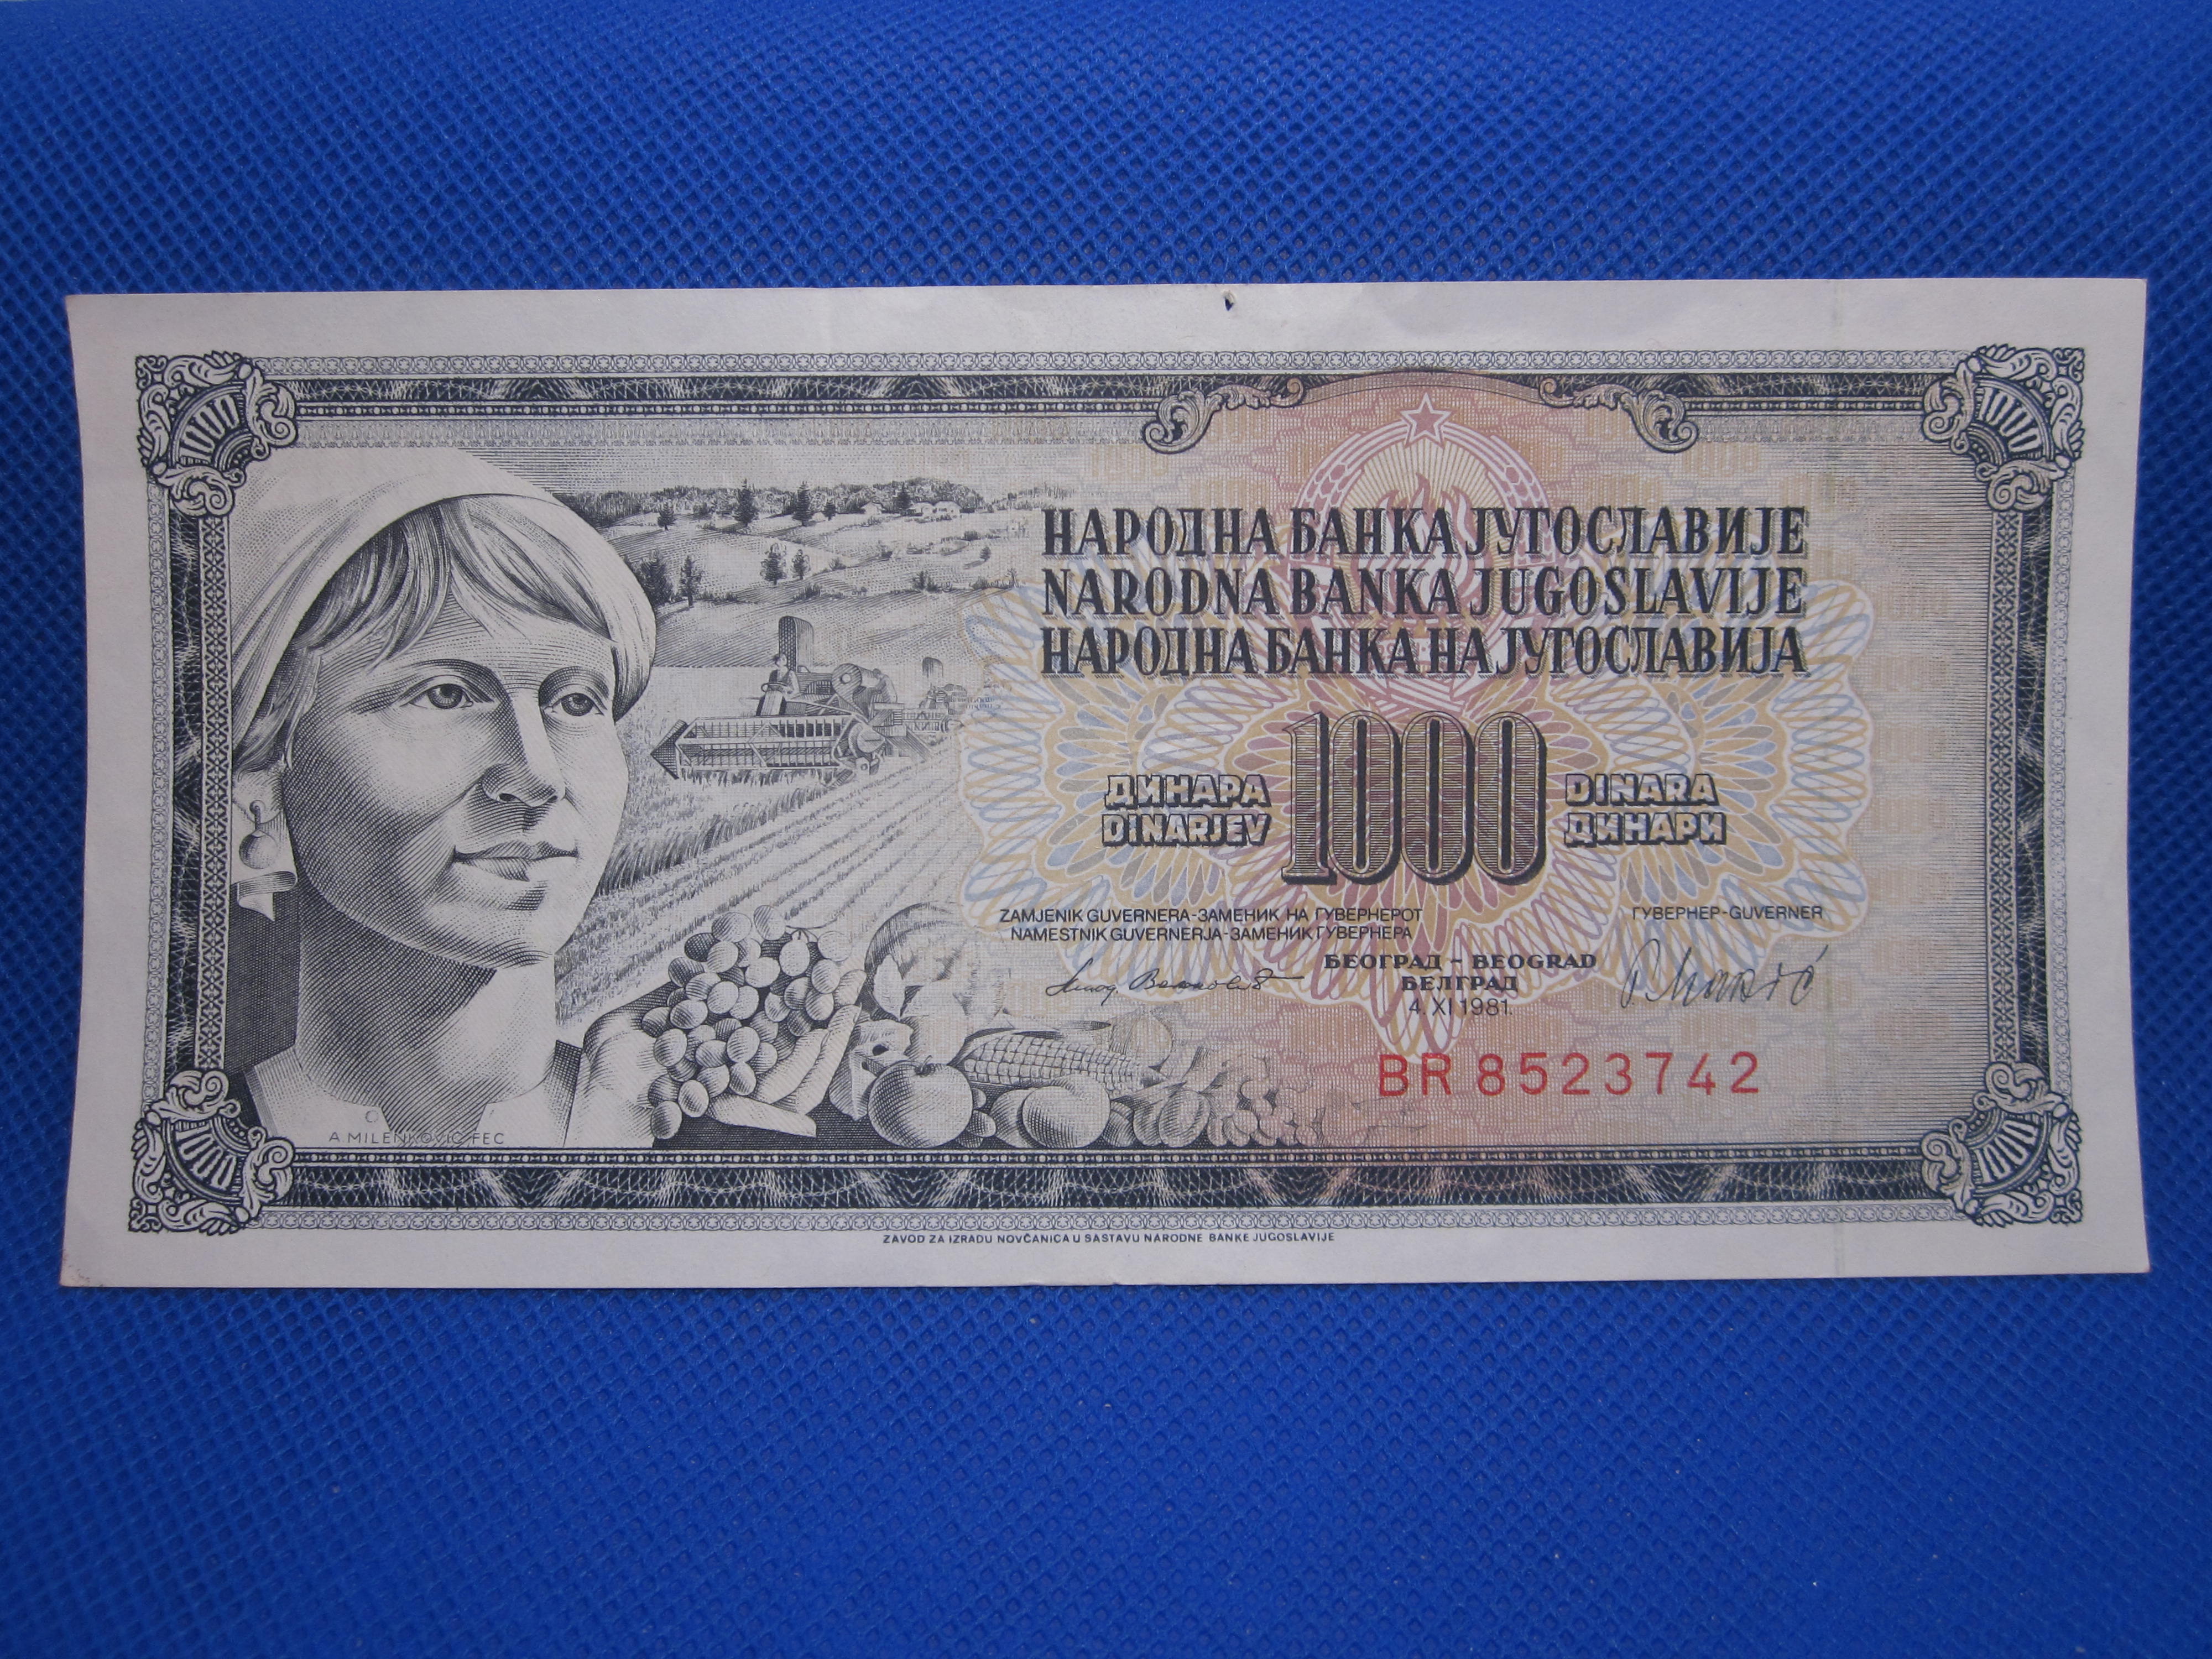 НАРОДНА БАНКА ЈУГОСЛАВИЈЕ
NARODNA BANKA JUGOSLAVIJE
НАРОДНА БАНКА НА ЈУГОСЛАВИЈА
ДИНАРА 1000 DINARA
DINARJEV ДИНАРИ
ZAMJENIK GUVERNERA-ЗАМЕНИК НА ГУВЕРНЕРОТ ГУВЕРНЕР-GUVERNER
NAMESTNIK GUVERNERJA-ЗАМЕНИК ГУВЕРНЕРА
БЕОГРАД - BEOGRAD
БЕЛГРАД
4. XI 1981.
BR 8523742
A MILENKOVIĆ FEC
ZAVOD ZA IZRADU NOVČANICA U SASTAVU NARODNE BANKE JUGOSLAVIJE